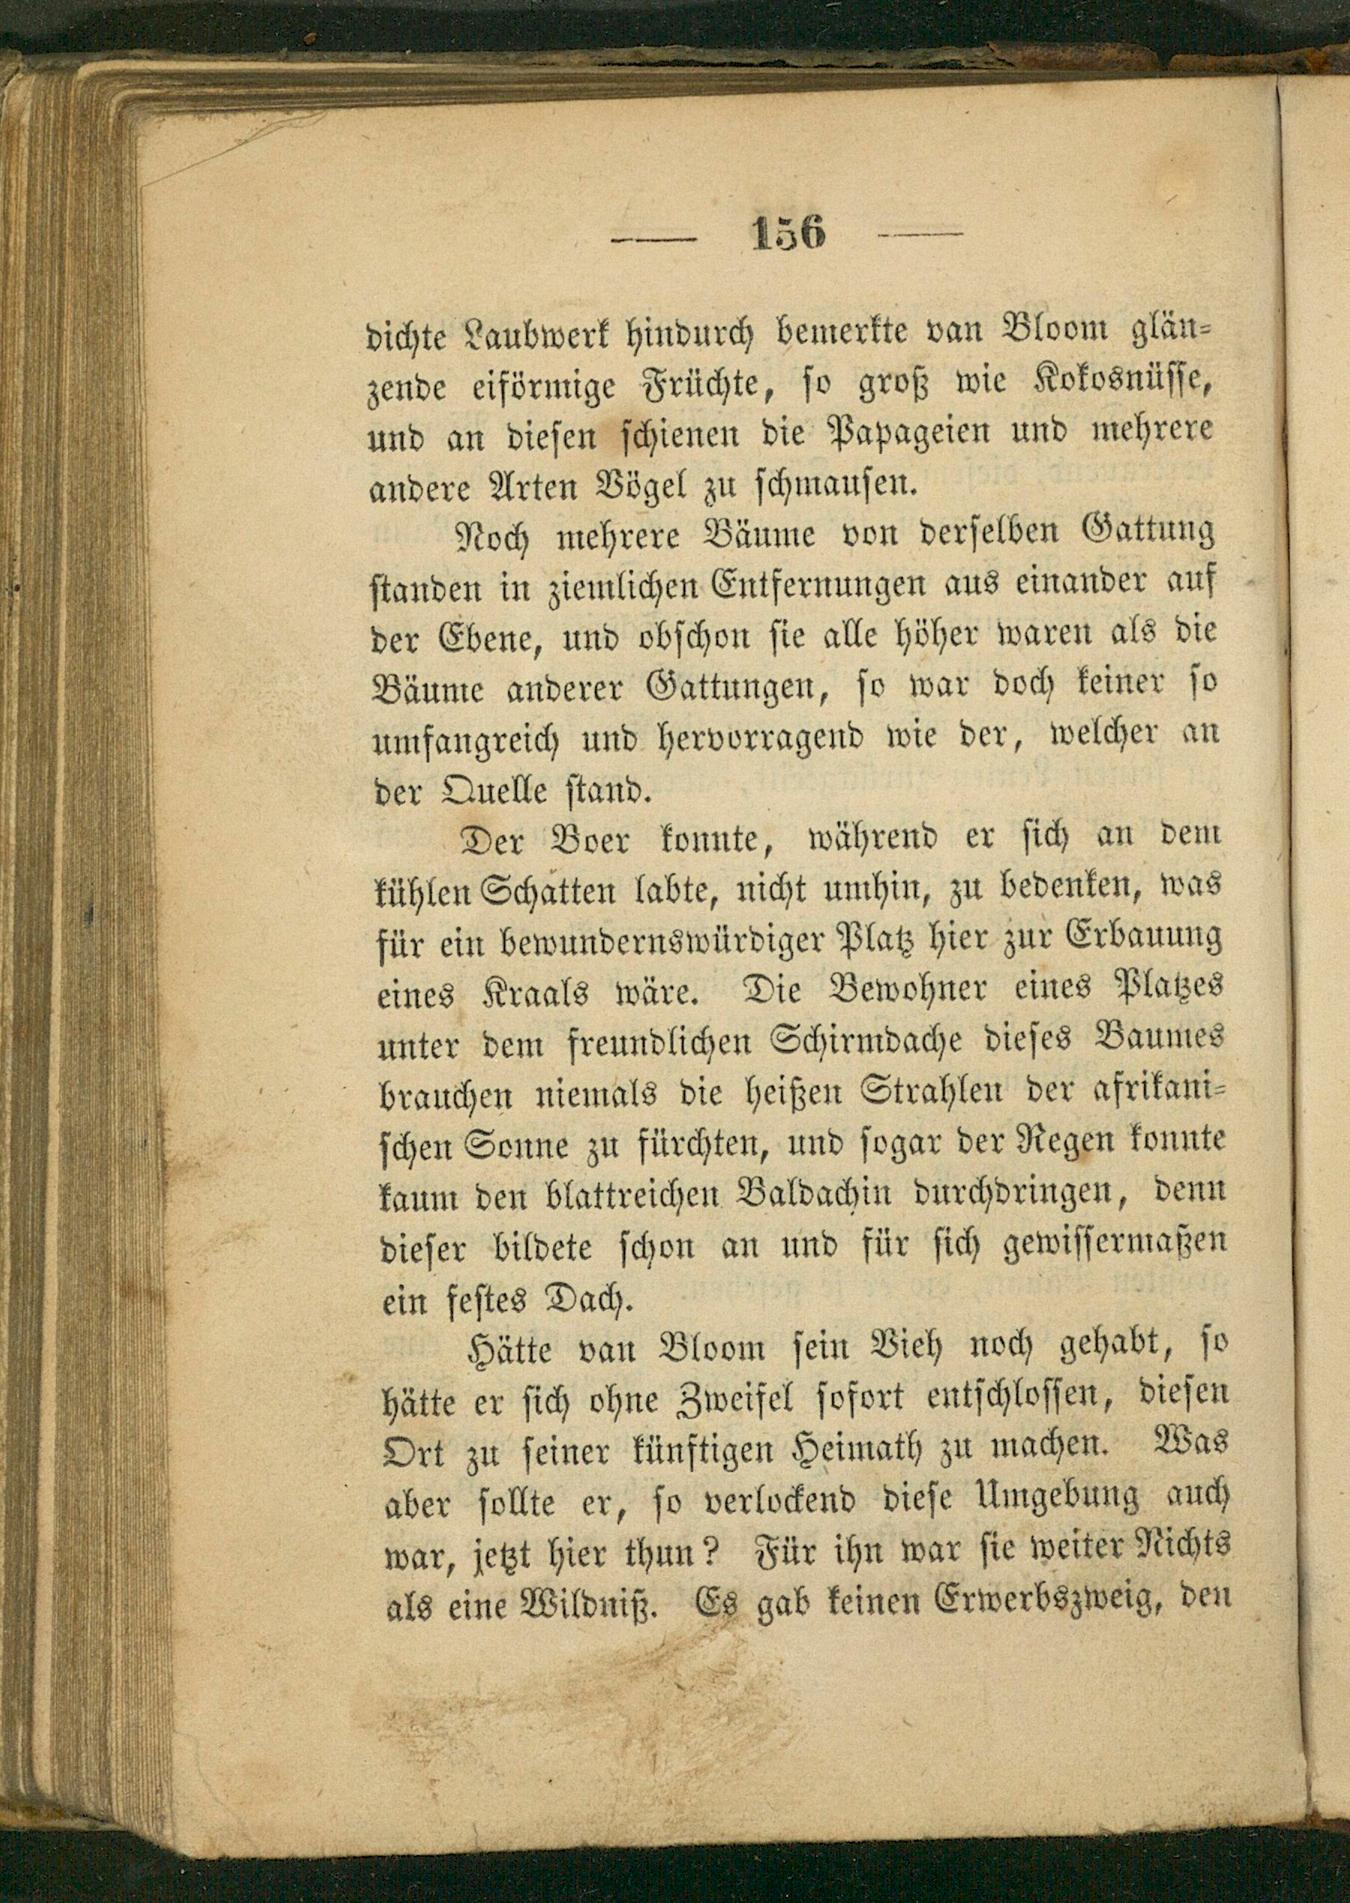 — 156 —
dichte Laubwerk hindurch bemerkte van Bloom glän-
zende eiförmige Früchte, so groß wie Kokosnüsse,
und an diesen schienen die Papageien und mehrere
andere Arten Vögel zu schmausen.
Noch mehrere Bäume von derselben Gattung
standen in ziemlichen Entfernungen aus einander auf
der Ebene, und obschon sie alle höher waren als die
Bäume anderer Gattungen, so war doch keiner so
umfangreich und hervorragend wie der, welcher an
der Quelle stand.
Der Boer konnte, während er sich an dem
kühlen Schatten labte, nicht umhin, zu bedenken, was
für ein bewundernswürdiger Platz hier zur Erbauung
eines Kraals wäre. Die Bewohner eines Platzes
unter dem freundlichen Schirmdache dieses Baumes
brauchen niemals die heißen Strahlen der afrikani-
schen Sonne zu fürchten, und sogar der Regen konnte
kaum den blattreichen Baldachin durchdringen, denn
dieser bildete schon an und für sich gewissermaßen
ein festes Dach.
Hätte van Bloom sein Vieh noch gehabt, so
hätte er sich ohne Zweifel sofort entschlossen, diesen
Ort zu seiner künftigen Heimath zu machen. Was
aber sollte er, so verlockend diese Umgebung auch
war, jetzt hier thun? Für ihn war sie weiter Nichts
als eine Wildniß. Es gab keinen Erwerbszweig, den